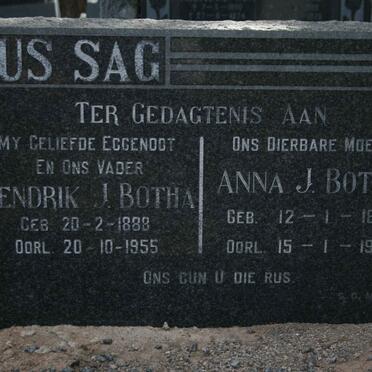 US SAG
TER GEDAGTENIS AAN
MY GELIEFDE EGGENOOT
EN ONS VADER
ENDRIK J. BOTHA
GEB. 20-2-1888
OORL. 20-10-1955
ONS DIERBARE MOE
ANNA J. BOT
GEB. 12-1-18
OORL. 15-1-19
ONS GUN U DIE RUS.